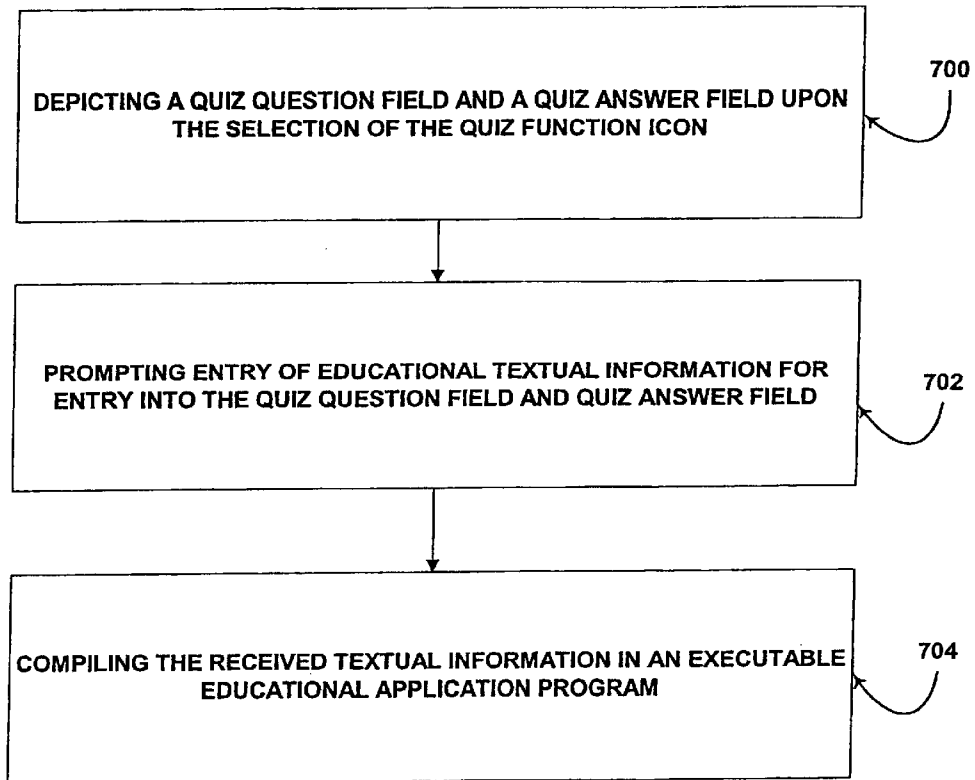 DEPICTING A QUIZ QUESTION FIELD AND A QUIZ ANSWER FIELD UPON
THE SELECTION OF THE QUIZ FUNCTION ICON
700
PROMPTING ENTRY OF EDUCATIONAL TEXTUAL INFORMATION FOR
ENTRY INTO THE QUIZ QUESTION FIELD AND QUIZ ANSWER FIELD
702
COMPILING THE RECEIVED TEXTUAL INFORMATION IN AN EXECUTABLE
EDUCATIONAL APPLICATION PROGRAM
704